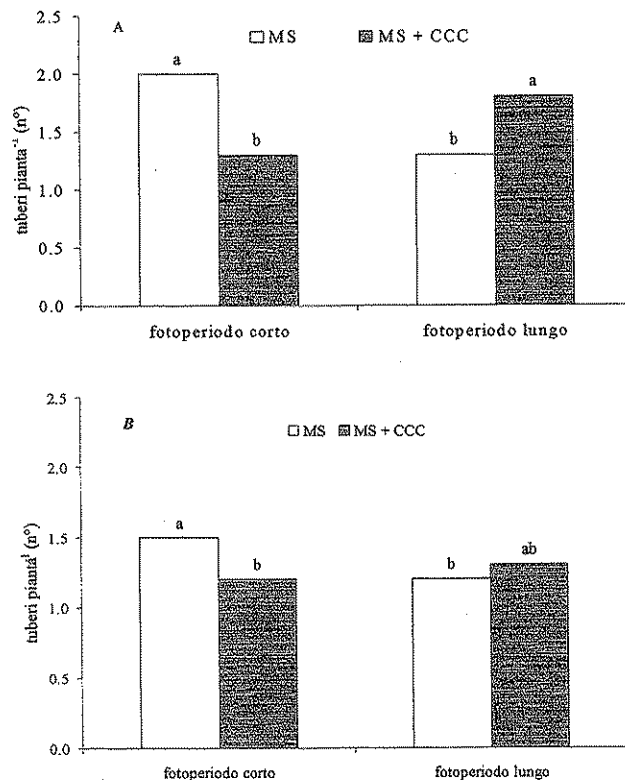 A
MS MS + CCC
tuberi pianta⁻¹ (n°)
2.5
2.0
1.5
1.0
0.5
0.0
a
b
b
a
fotoperiodo corto fotoperiodo lungo
B
MS MS + CCC
tuberi pianta¹ (n°)
2.5
2.0
1.5
1.0
0.5
0.0
a
b
b
ab
fotoperiodo corto fotoperiodo lungo